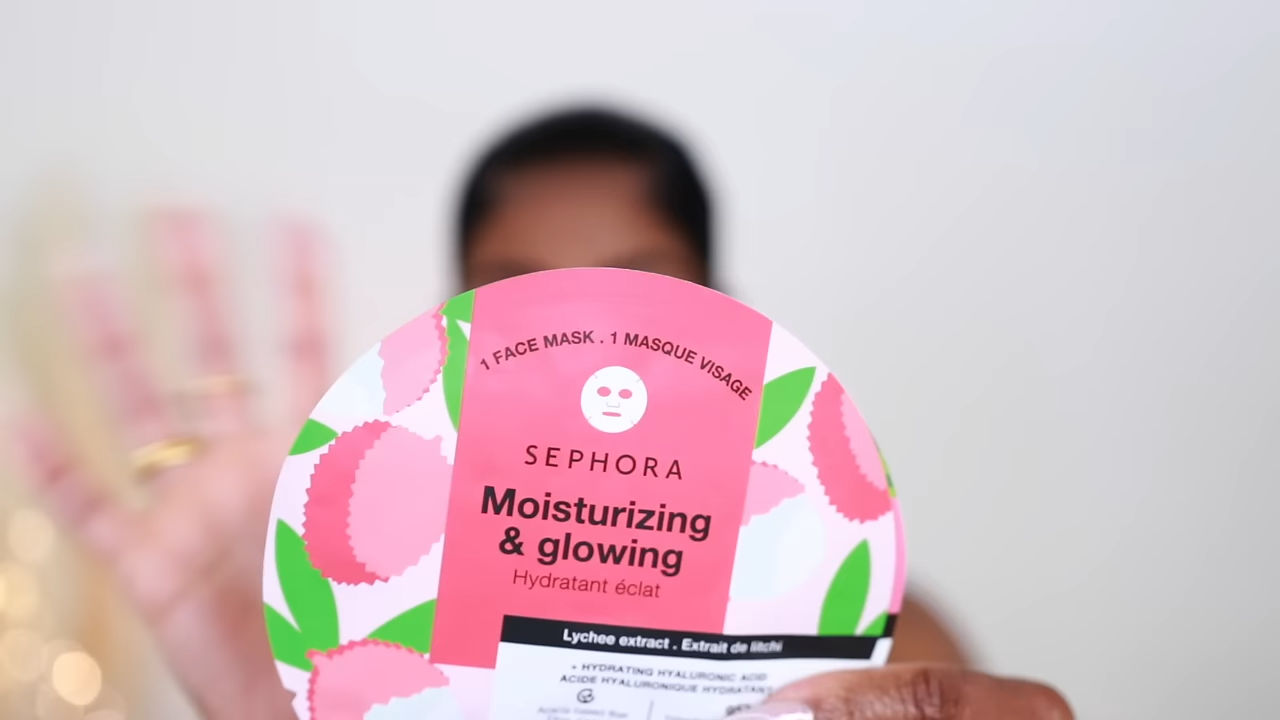 1 FACE MASK . 1 MASQUE VISAGE
SEPHORA
Moisturizing
& glowing
Hydratant éclat
Lychee extract . Extrait de litchi
+ HYDRATING HYALURONIC ACID
ACIDE HYALURONIQUE HYDRATANT